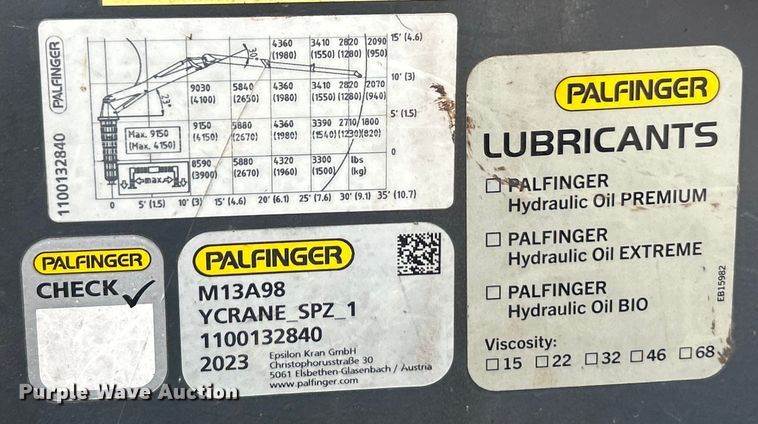 PALFINGER
1100132840
4360 3410 2820 2090
(1980) (1550) (1280) (950)
15' (4.6)
30°
9030 5840 4360 3410 2820 2070
(4100) (2650) (1980) (1550) (1280) (940)
10' (3)
23°
5' (1.5)
Max. 9150
(Max. 4150)
9150 5880 4360 3390 2710 1800
(4150) (2670) (1980) (1540) (1230) (820)
0
max.
8590 5880 4320 3300 lbs
(3900) (2670) (1960) (1500) (kg)
0 5' (1.5) 10' (3) 15' (4.6) 20' (6.1) 25' (7.6) 30' (9.1) 35' (10.7)
PALFINGER
CHECK
PALFINGER
M13A98
YCRANE_SPZ_1
1100132840
2023
Epsilon Kran GmbH
Christophorusstraße 30
5061 Elsbethen-Glasenbach / Austria
www.palfinger.com
PALFINGER
LUBRICANTS
PALFINGER
Hydraulic Oil PREMIUM
PALFINGER
Hydraulic Oil EXTREME
PALFINGER
Hydraulic Oil BIO
Viscosity:
15 22 32 46 68
EB15982
Purple Wave Auction